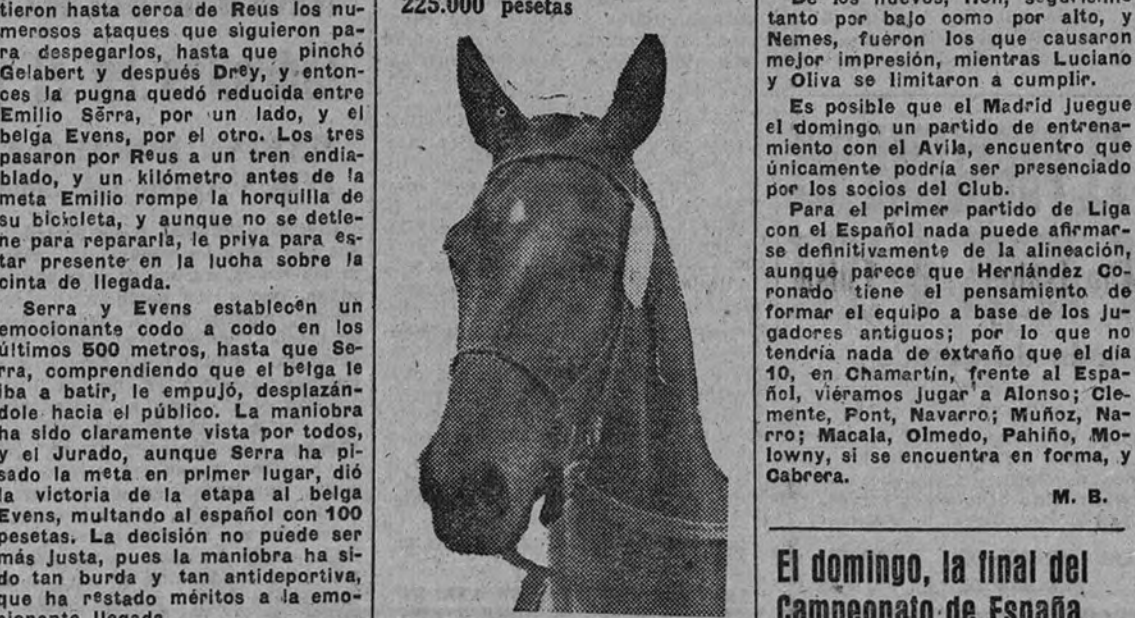 tieron hasta cerca de Reus los nu-
merosos ataques que siguieron pa-
ra despegarlos, hasta que pinchó
Gelabert y después Drey, y enton-
ces la pugna quedó reducida entre
Emilio Serra, por un lado, y el
belga Evens, por el otro. Los tres
pasaron por Reus a un tren endia-
blado, y un kilómetro antes de la
meta Emilio rompe la horquilla de
su bicicleta, y aunque no se detie-
ne para repararla, le priva para es-
tar presente en la lucha sobre la
cinta de llegada.
Serra y Evens establecen un
emocionante codo a codo en los
últimos 500 metros, hasta que Se-
rra, comprendiendo que el belga le
iba a batir, le empujó, desplazán-
dole hacia el público. La maniobra
ha sido claramente vista por todos,
y el Jurado, aunque Serra ha pi-
sado la meta en primer lugar, dió
la victoria de la etapa al belga
Evens, multando al español con 100
pesetas. La decisión no puede ser
más justa, pues la maniobra ha si-
do tan burda y tan antideportiva,
que ha restado méritos a la emo-
cionante llegada.
225.000 pesetas
De los nuevos,
tanto por bajo como por alto, y
Nemes, fueron los que causaron
mejor impresión, mientras Luciano
y Oliva se limitaron a cumplir.
Es posible que el Madrid juegue
el domingo un partido de entrena-
miento con el Avila, encuentro que
únicamente podría ser presenciado
por los socios del Club.
Para el primer partido de Liga
con el Español nada puede afirmar-
se definitivamente de la alineación,
aunque parece que Hernández Co-
ronado tiene el pensamiento de
formar el equipo a base de los ju-
gadores antiguos; por lo que no
tendría nada de extraño que el día
10, en Chamartín, frente al Espa-
ñol, viéramos jugar a Alonso; Cle-
mente, Pont, Navarro; Muñoz, Na-
rro; Macala, Olmedo, Pahiño, Mo-
lowny, si se encuentra en forma, y
Cabrera.
M. B.
El domingo, la final del
Campeonato de España